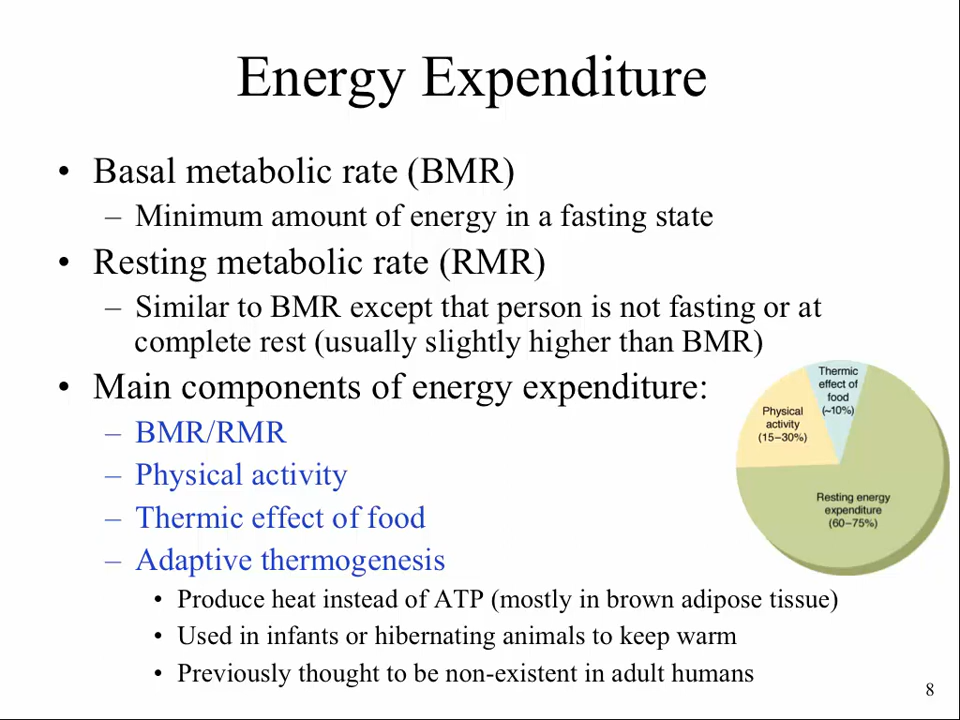 Energy Expenditure
• Basal metabolic rate (BMR)
– Minimum amount of energy in a fasting state
• Resting metabolic rate (RMR)
– Similar to BMR except that person is not fasting or at
complete rest (usually slightly higher than BMR)
• Main components of energy expenditure:
– BMR/RMR
– Physical activity
– Thermic effect of food
– Adaptive thermogenesis
• Produce heat instead of ATP (mostly in brown adipose tissue)
• Used in infants or hibernating animals to keep warm
• Previously thought to be non-existent in adult humans
Thermic
effect of
food
(~10%)
Physical
activity
(15–30%)
Resting energy
expenditure
(60–75%)
8